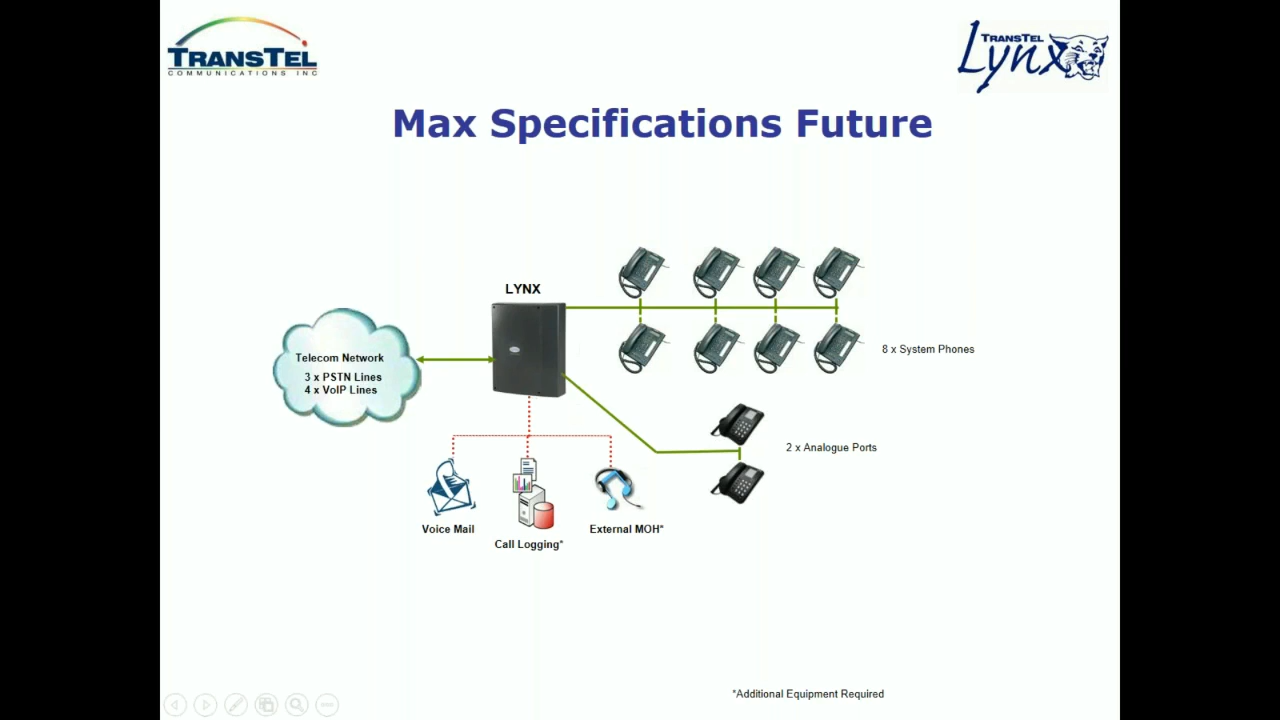 TRANSTEL
COMMUNICATIONS INC
TRANSTEL
Lynx
Max Specifications Future
LYNX
Telecom Network
3 x PSTN Lines
4 x VoIP Lines
8 x System Phones
2 x Analogue Ports
Voice Mail
Call Logging*
External MOH*
*Additional Equipment Required